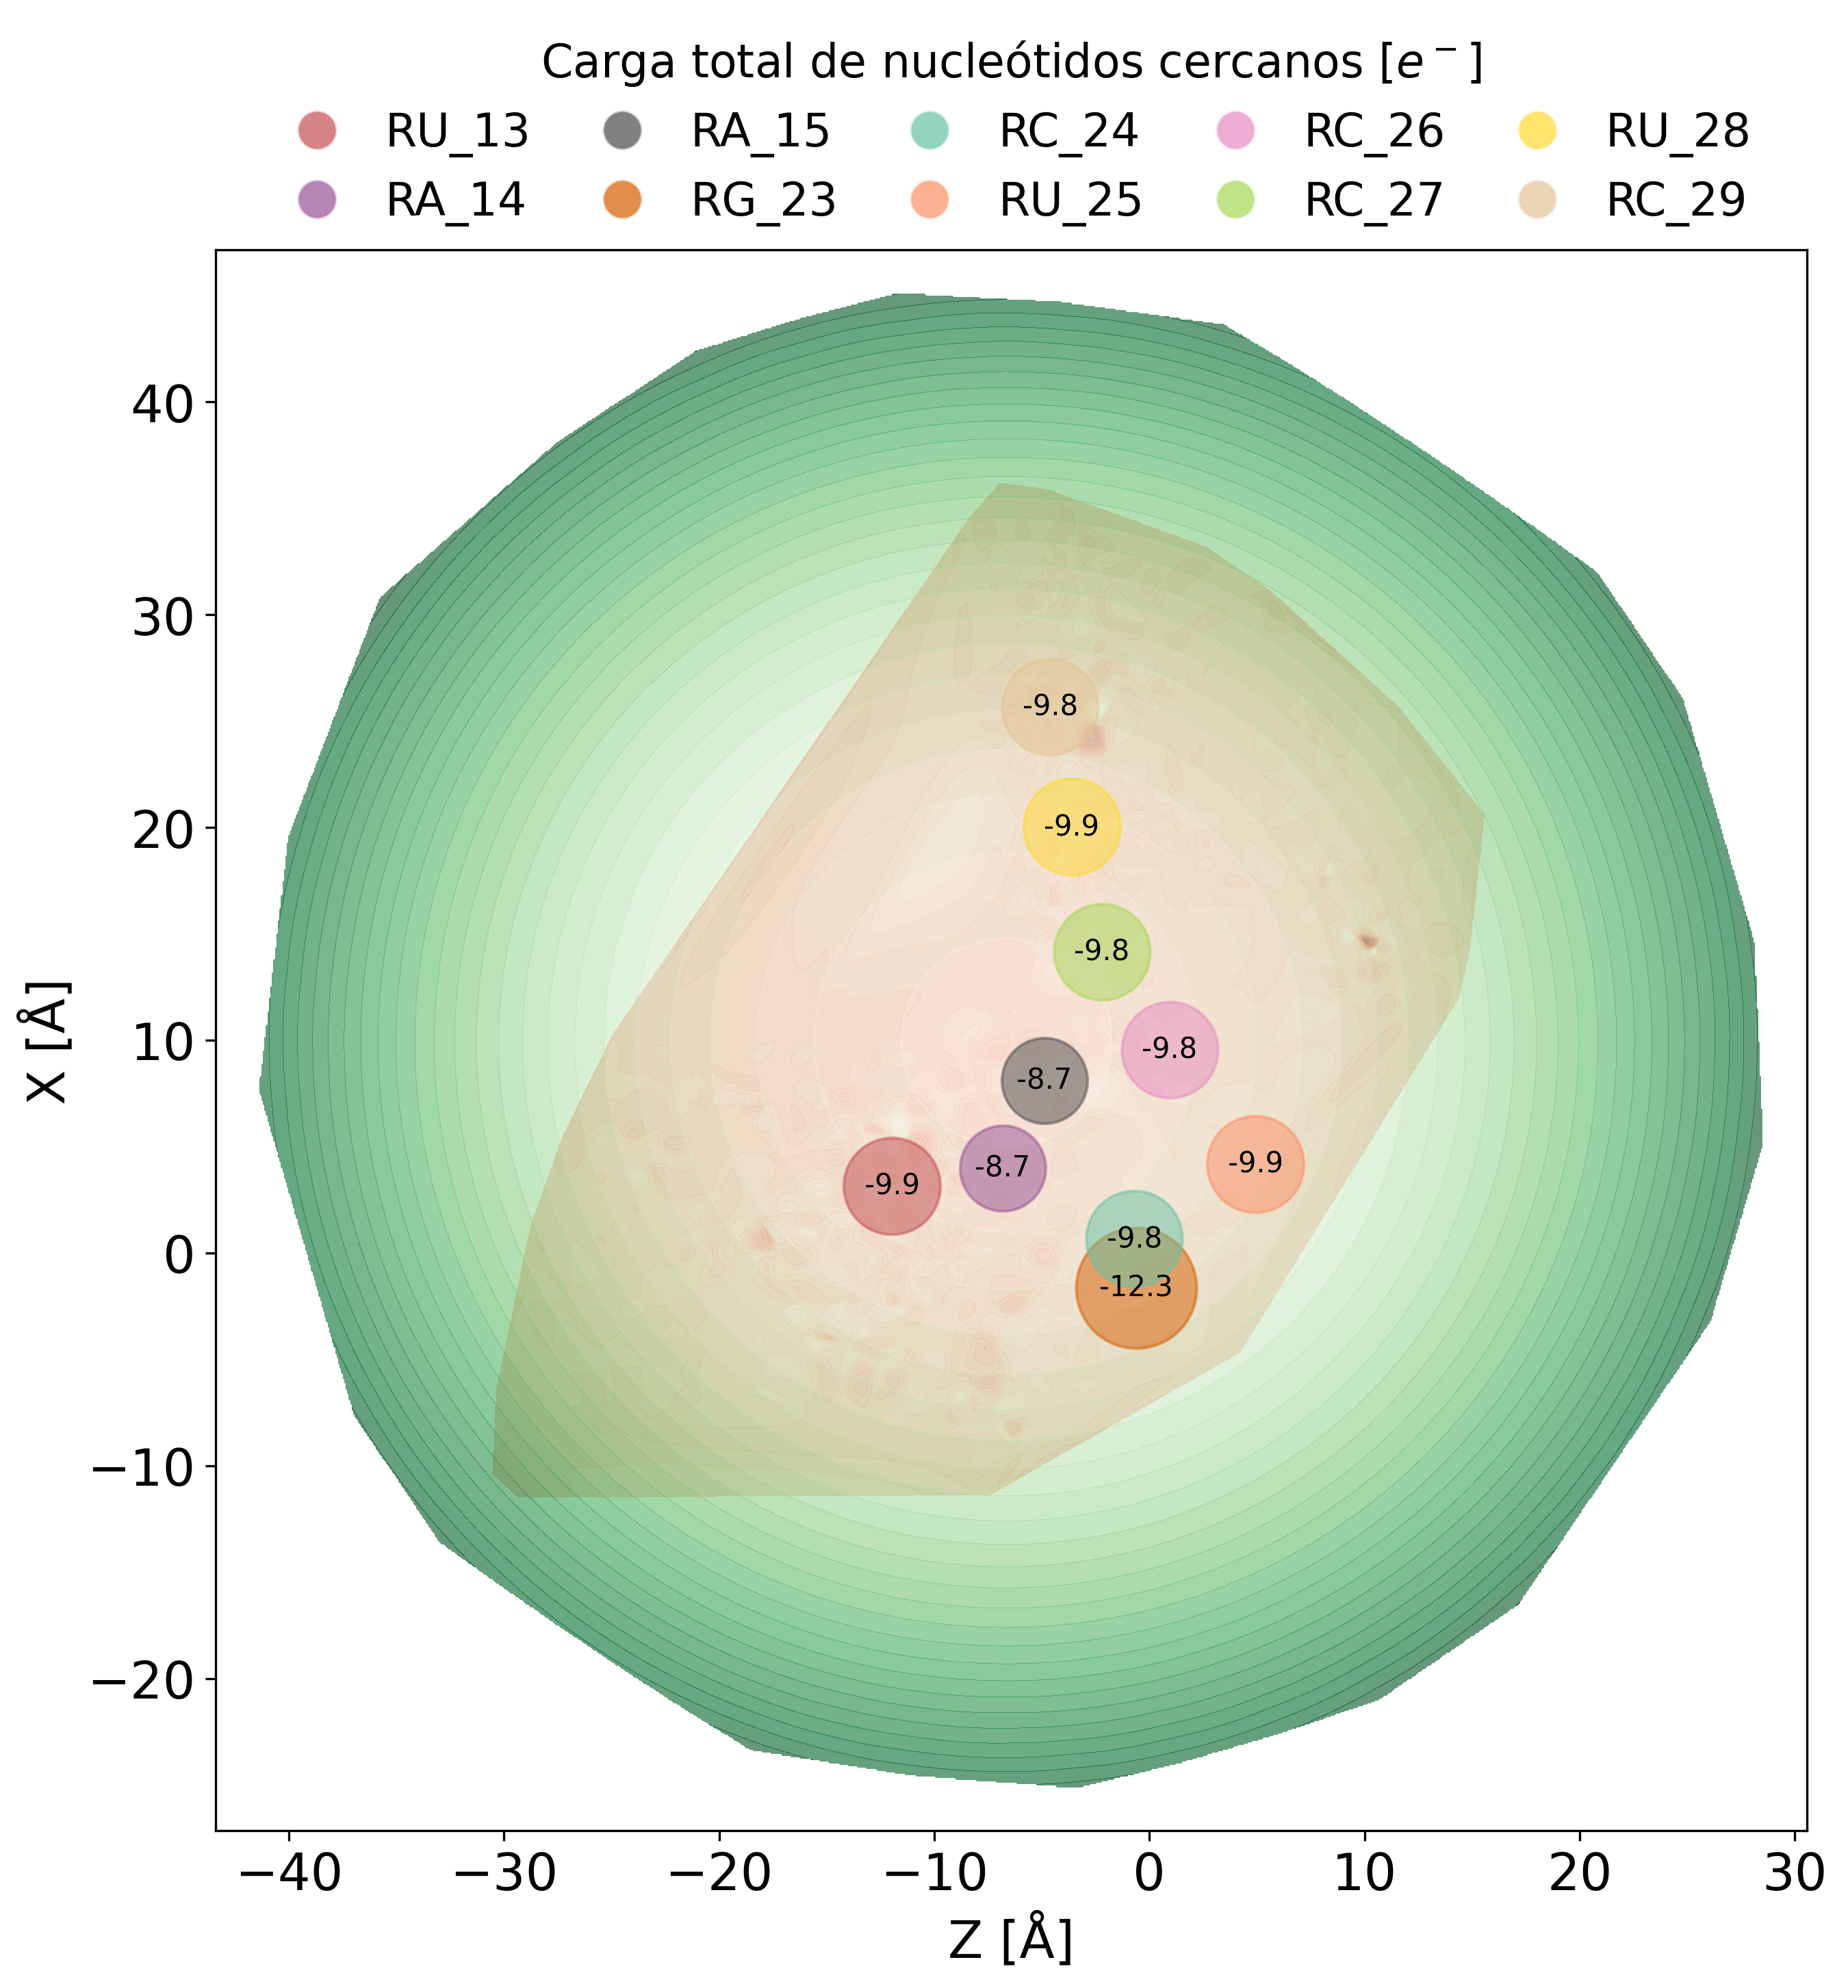 Carga total de nucleótidos cercanos [e⁻]
RU_13 RA_15 RC_24 RC_26 RU_28
RA_14 RG_23 RU_25 RC_27 RC_29
40
30
20
10
0
−10
−20
X [Å]
-9.8
-9.9
-9.8
-9.8
-8.7
-9.9
-8.7
-9.9
-9.8
-12.3
−40 −30 −20 −10 0 10 20 30
Z [Å]